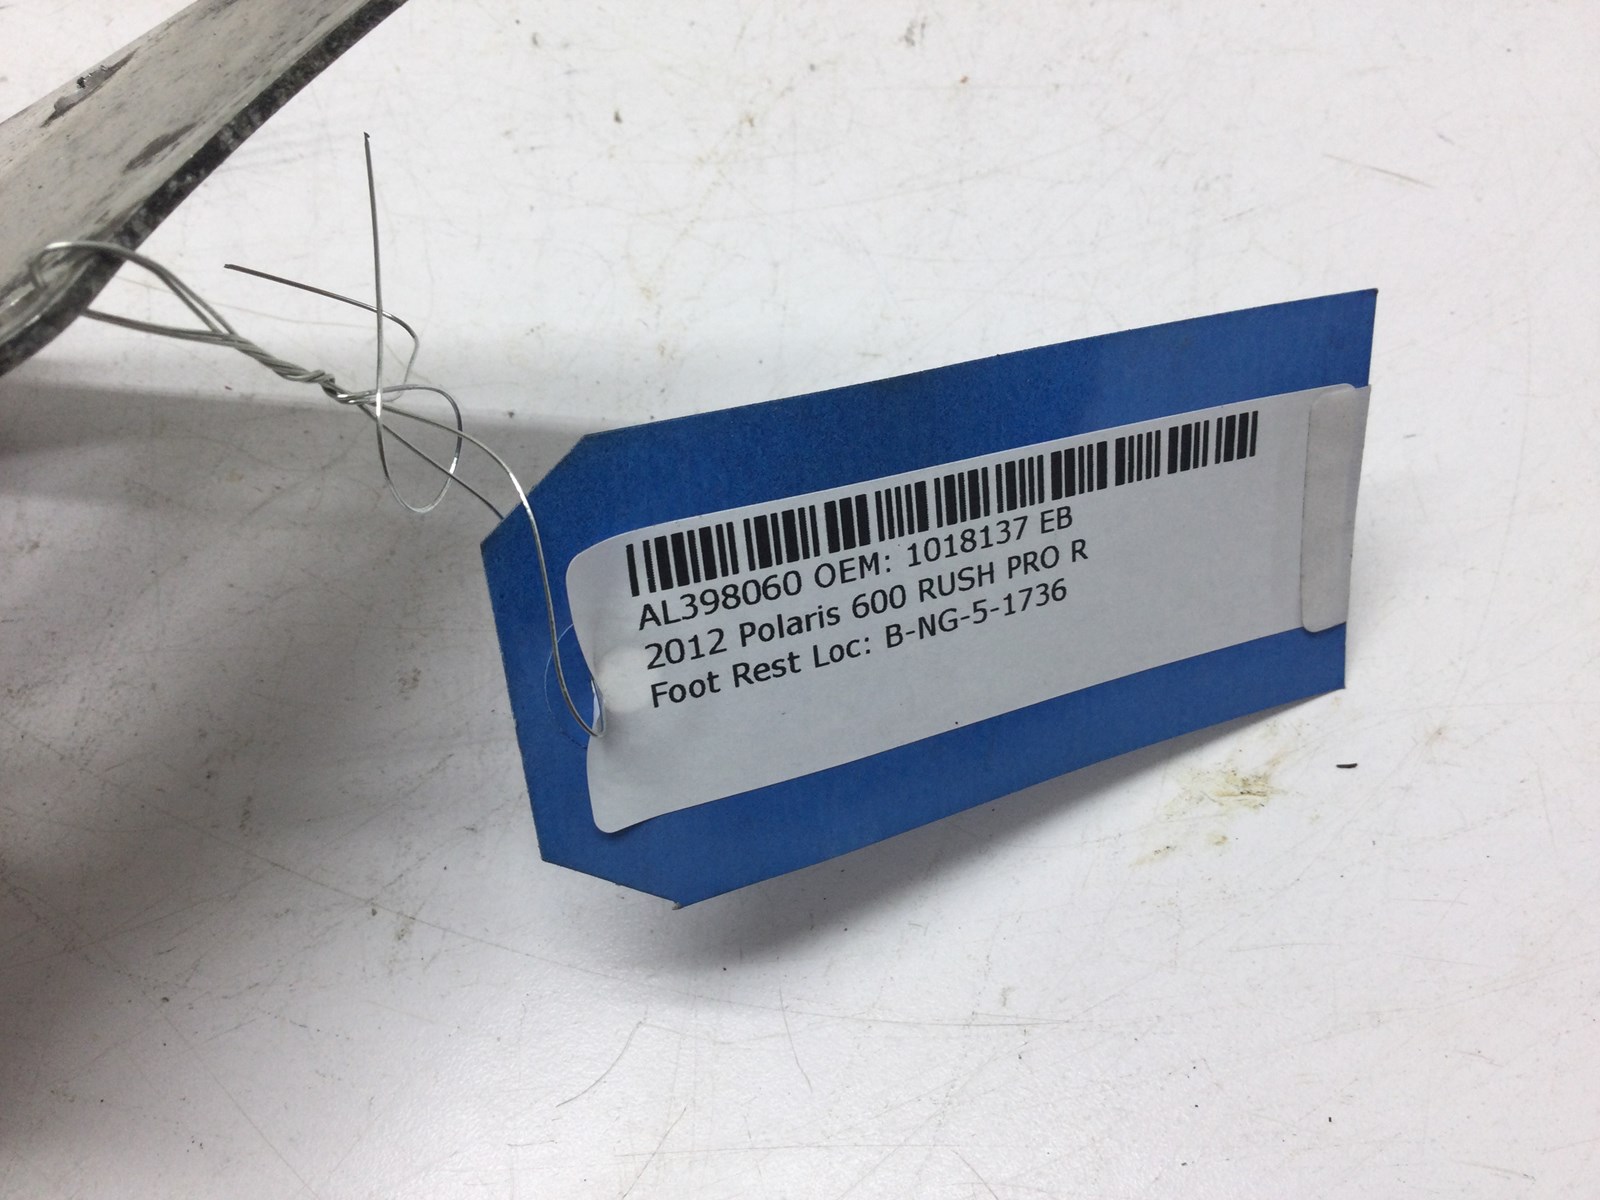 AL398060 OEM: 1018137 EB
2012 Polaris 600 RUSH PRO R
Foot Rest Loc: B-NG-5-1736